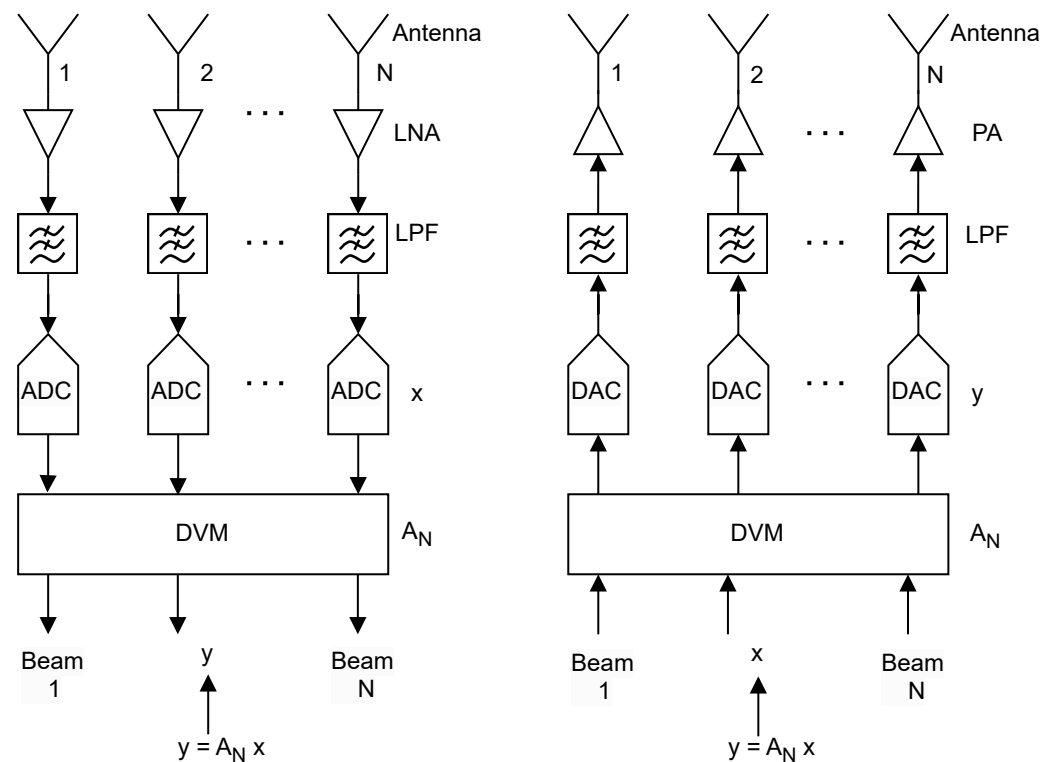 Antenna
1 2 N
. . .
LNA
LPF
. . .
ADC ADC . . . ADC x
DVM A_N
Beam 1
y
Beam N
y = A_N x
Antenna
1 2 N
. . .
PA
LPF
. . .
DAC DAC . . . DAC y
DVM A_N
Beam 1
x
Beam N
y = A_N x